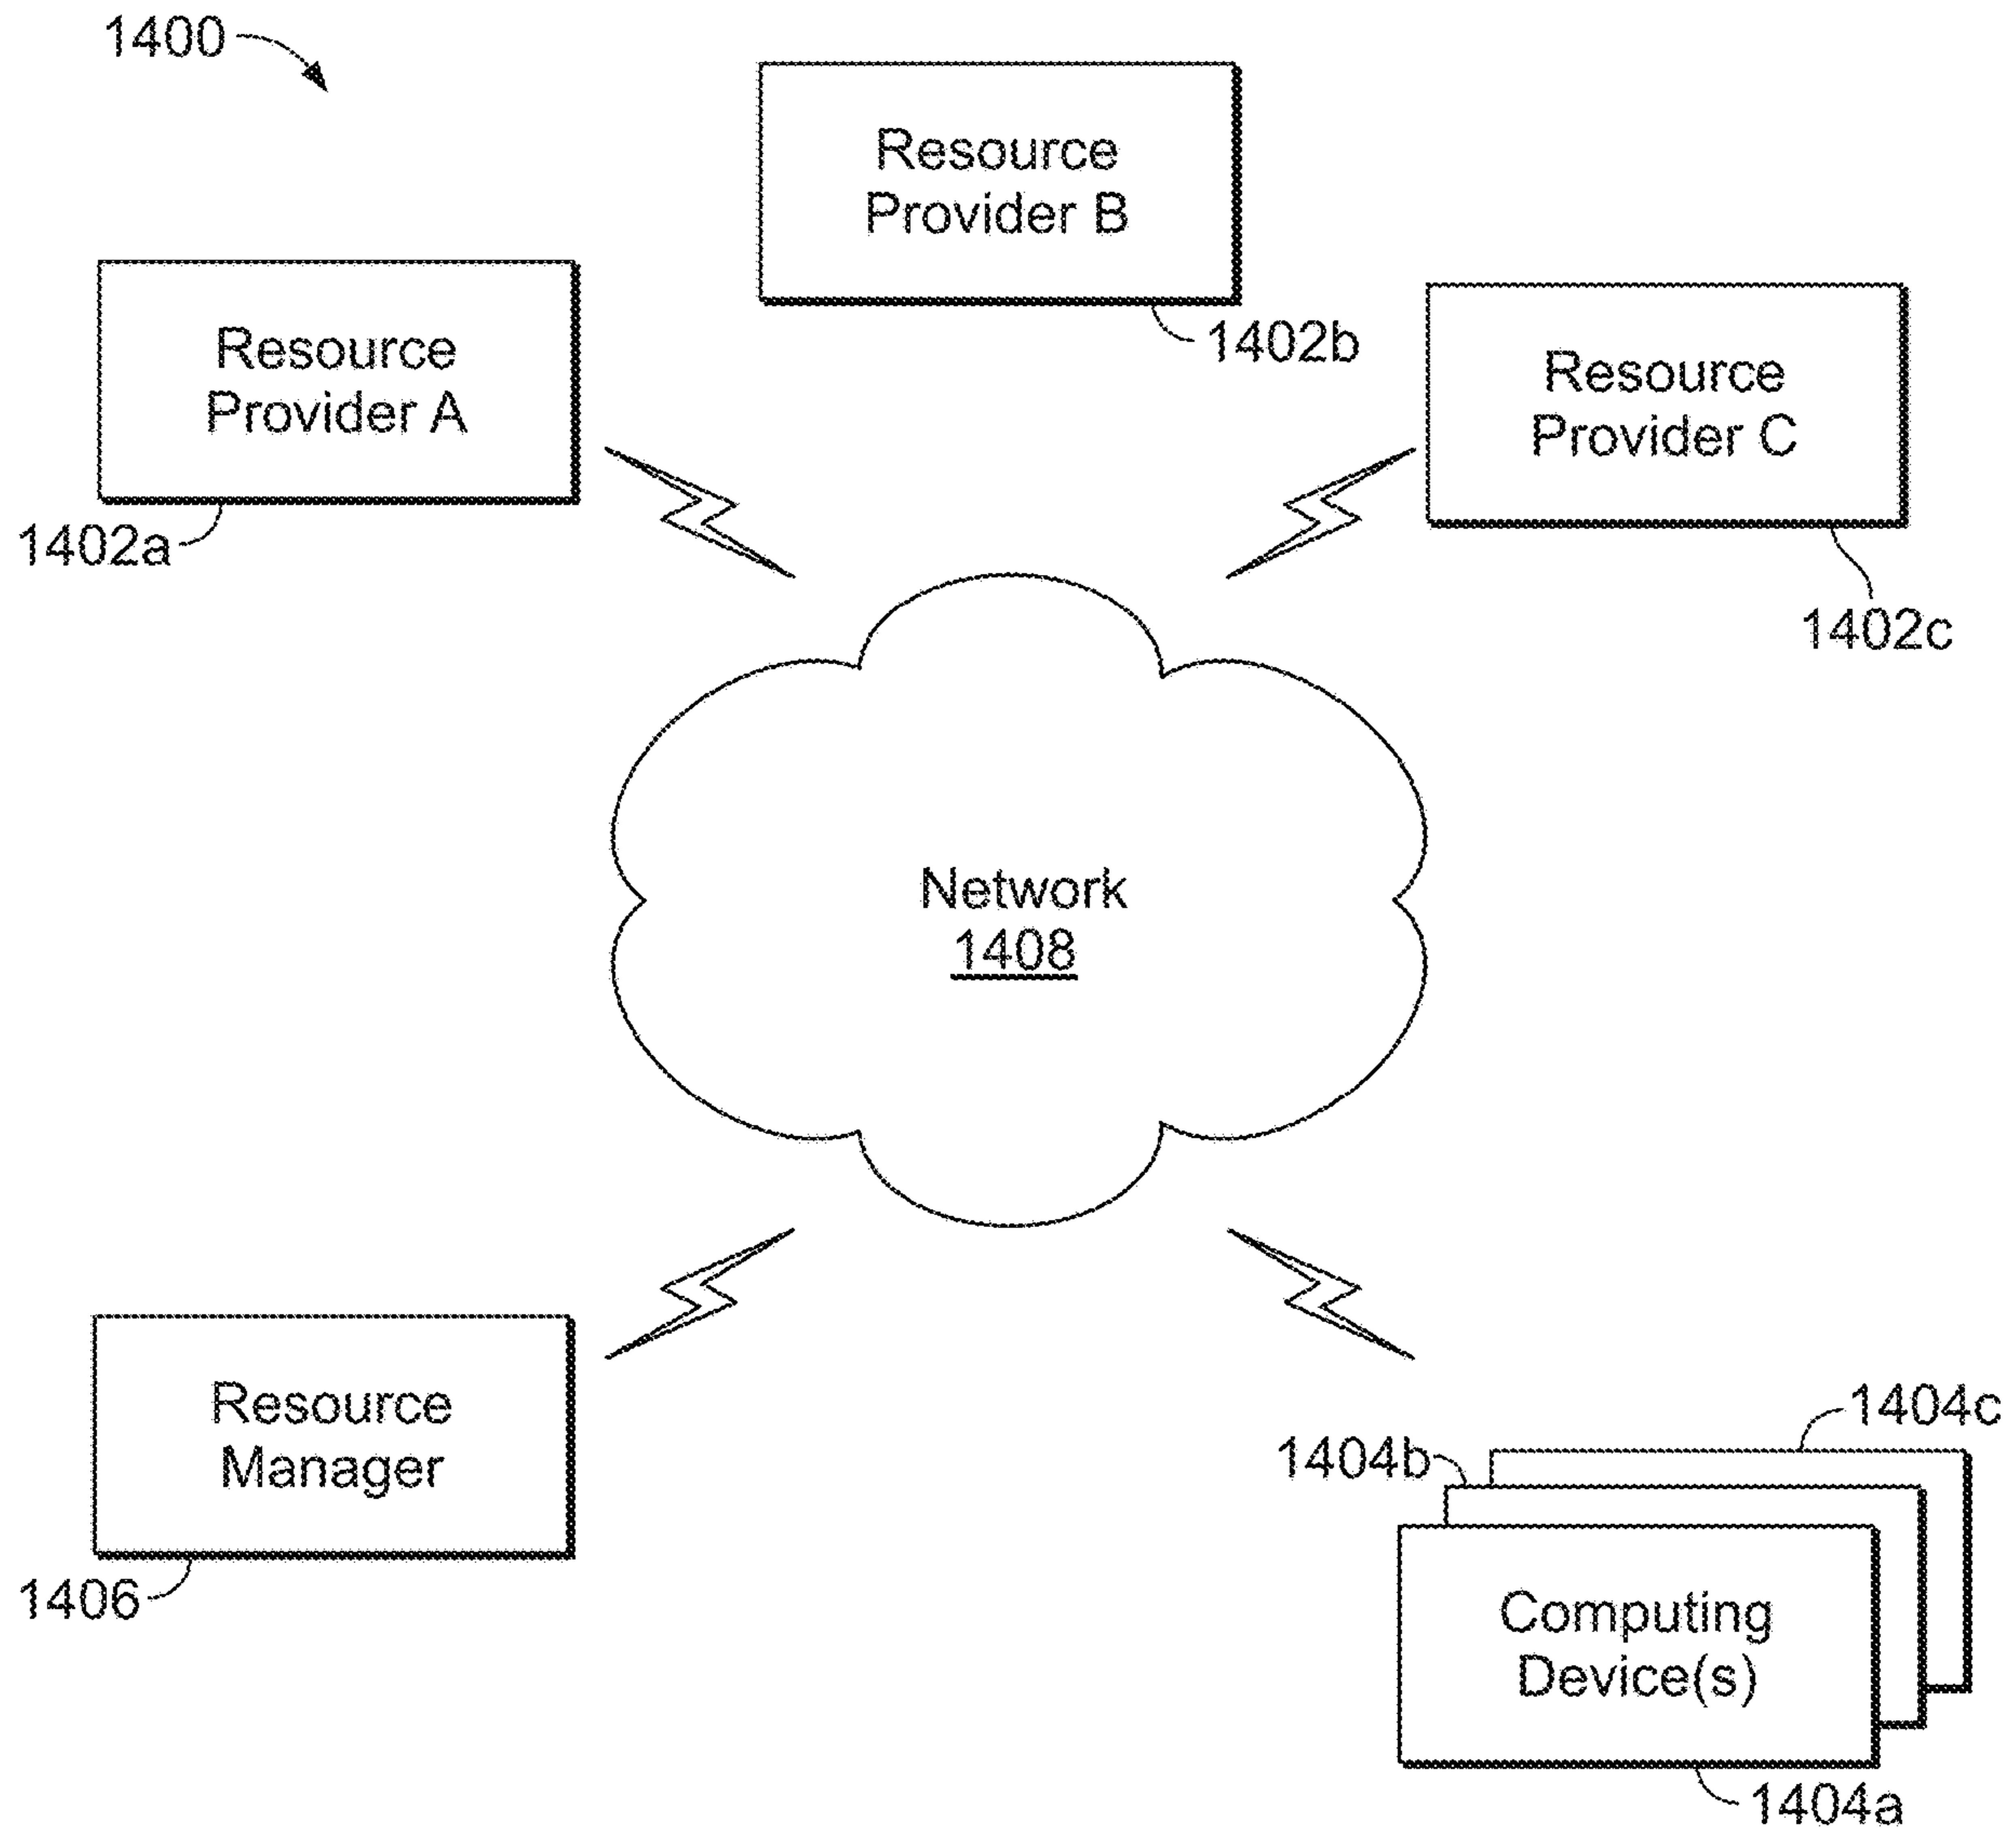 1400
Resource
Provider B
1402b
Resource
Provider A
1402a
Resource
Provider C
1402c
Network
1408
Resource
Manager
1406
1404c
1404b
Computing
Device(s)
1404a